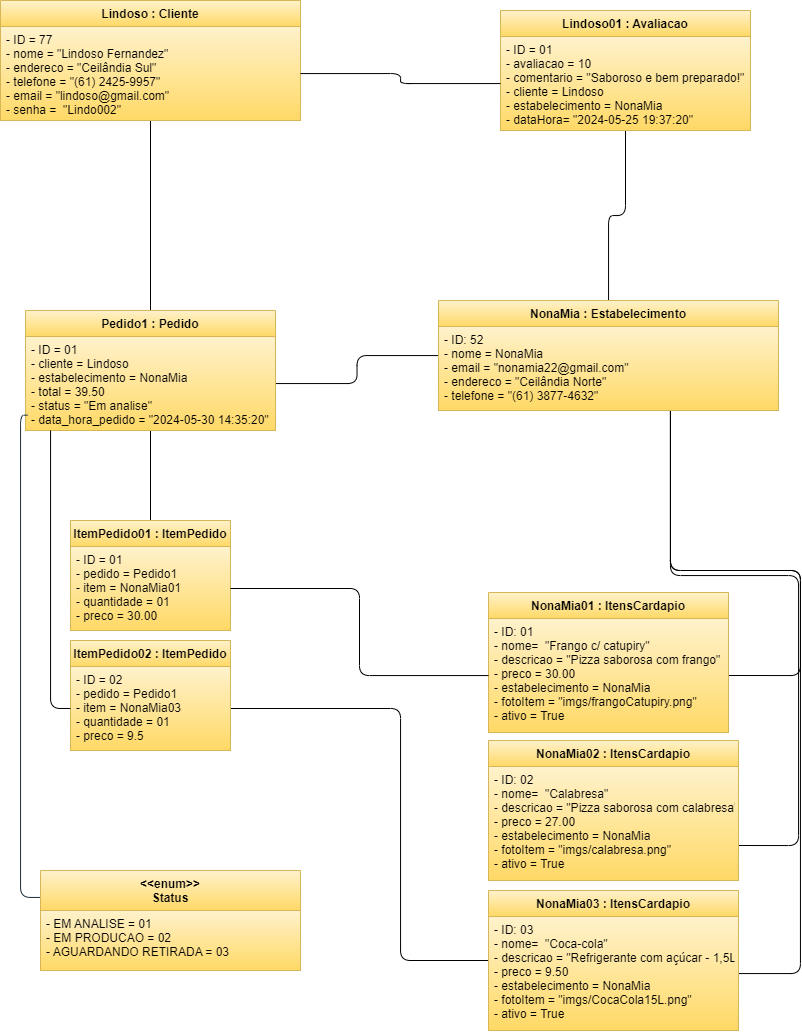 Lindoso : Cliente
- ID = 77
- nome = "Lindoso Fernandez"
- endereco = "Ceilândia Sul"
- telefone = "(61) 2425-9957"
- email = "lindoso@gmail.com"
- senha =  "Lindo002"
Lindoso01 : Avaliacao
- ID = 01
- avaliacao = 10
- comentario = "Saboroso e bem preparado!"
- cliente = Lindoso
- estabelecimento = NonaMia
- dataHora= "2024-05-25 19:37:20"
Pedido1 : Pedido
- ID = 01
- cliente = Lindoso
- estabelecimento = NonaMia
- total = 39.50
- status = "Em analise"
- data_hora_pedido = "2024-05-30 14:35:20"
NonaMia : Estabelecimento
- ID: 52
- nome = NonaMia
- email = "nonamia22@gmail.com"
- endereco = "Ceilândia Norte"
- telefone = "(61) 3877-4632"
ItemPedido01 : ItemPedido
- ID = 01
- pedido = Pedido1
- item = NonaMia01
- quantidade = 01
- preco = 30.00
ItemPedido02 : ItemPedido
- ID = 02
- pedido = Pedido1
- item = NonaMia03
- quantidade = 01
- preco = 9.5
NonaMia01 : ItensCardapio
- ID: 01
- nome=  "Frango c/ catupiry"
- descricao = "Pizza saborosa com frango"
- preco = 30.00
- estabelecimento = NonaMia
- fotoItem = "imgs/frangoCatupiry.png"
- ativo = True
NonaMia02 : ItensCardapio
- ID: 02
- nome=  "Calabresa"
- descricao = "Pizza saborosa com calabresa"
- preco = 27.00
- estabelecimento = NonaMia
- fotoItem = "imgs/calabresa.png"
- ativo = True
<<enum>>
Status
- EM ANALISE = 01
- EM PRODUCAO = 02
- AGUARDANDO RETIRADA = 03
NonaMia03 : ItensCardapio
- ID: 03
- nome=  "Coca-cola"
- descricao = "Refrigerante com açúcar - 1,5L
- preco = 9.50
- estabelecimento = NonaMia
- fotoItem = "imgs/CocaCola15L.png"
- ativo = True